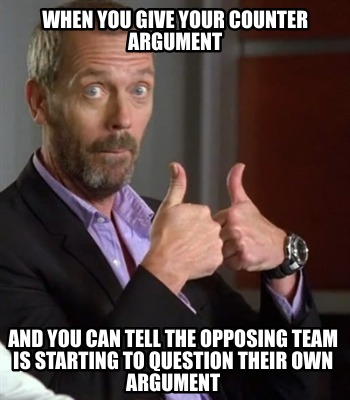 WHEN YOU GIVE YOUR COUNTER
ARGUMENT
AND YOU CAN TELL THE OPPOSING TEAM
IS STARTING TO QUESTION THEIR OWN
ARGUMENT